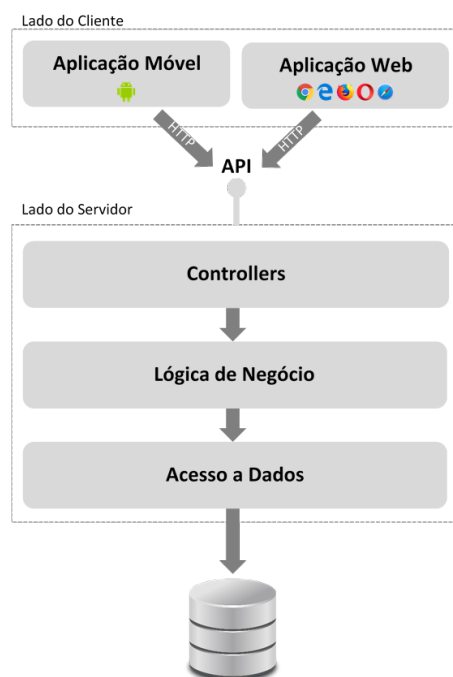 Lado do Cliente
Aplicação Móvel
Aplicação Web
HTTP
HTTP
API
Lado do Servidor
Controllers
Lógica de Negócio
Acesso a Dados